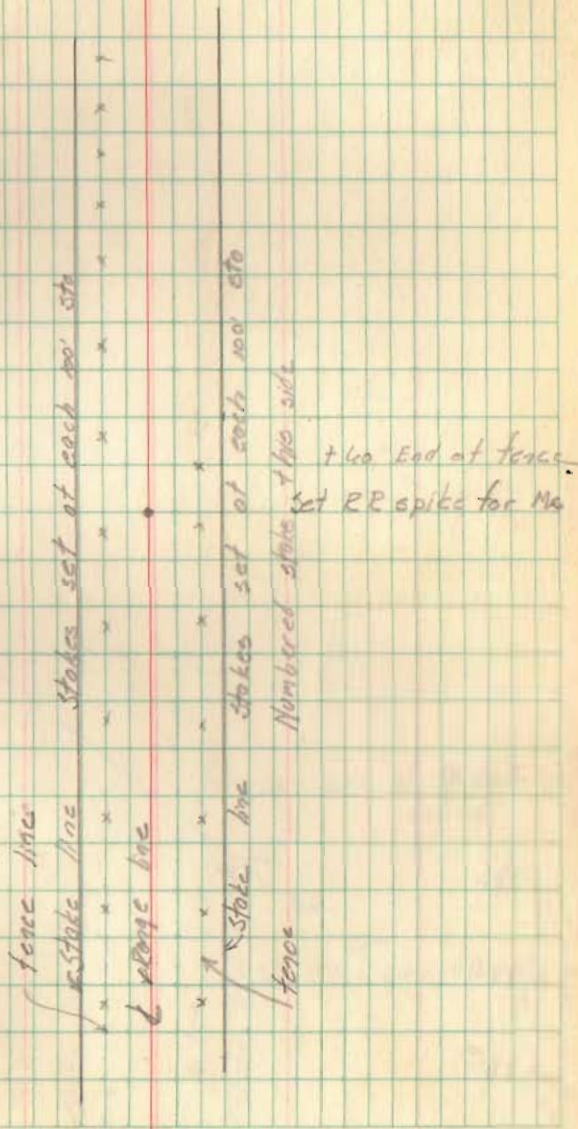 fence line
Stake line Stakes set at each 100' sta
range line
Stake line Stakes set at each 100' sta
fence Numbered stake this side
+60 End of fence
Set RR spike for